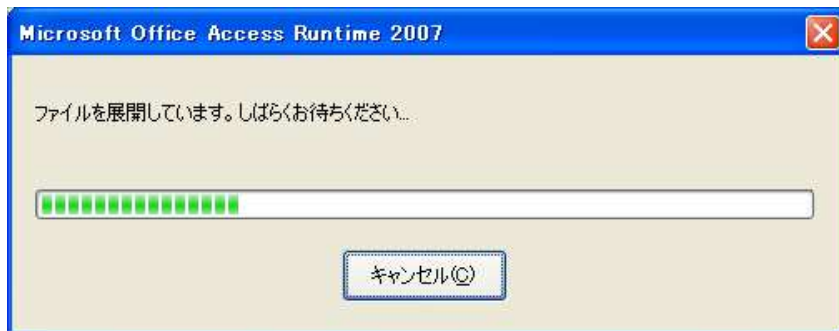 Microsoft Office Access Runtime 2007
ファイルを展開しています。しばらくお待ちください...
キャンセル(C)